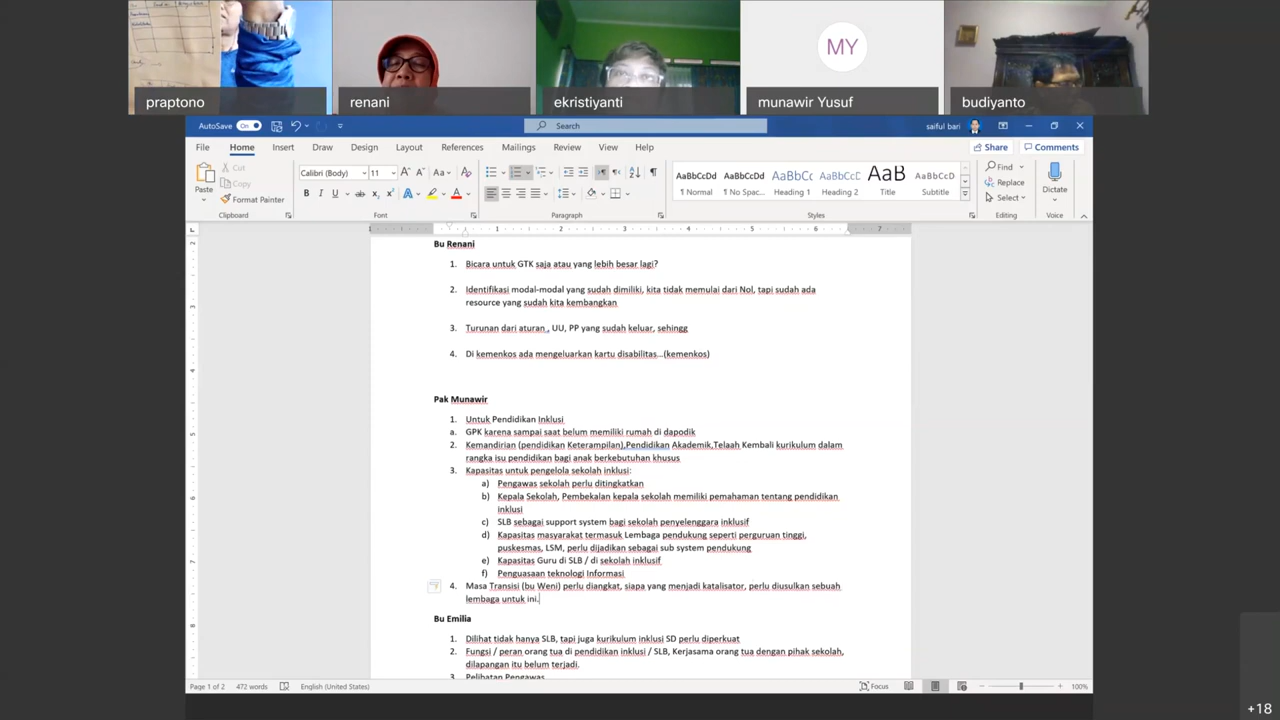 praptono
renani
ekristiyanti
MY
munawir Yusuf
budiyanto
AutoSave On
Search
saiful bari
File Home Insert Draw Design Layout References Mailings Review View Help
Share Comments
Paste
Cut
Copy
Format Painter
Calibri (Body) 11
Find
Replace
Select
Dictate
AaBbCcDd AaBbCcDd AaBbCc AaBbCcD AaB AaBbCcD
¶ Normal ¶ No Spac... Heading 1 Heading 2 Title Subtitle
Clipboard Font Paragraph Styles Editing Voice
Bu Renani
1. Bicara untuk GTK saja atau yang lebih besar lagi?
2. Identifikasi modal-modal yang sudah dimiliki, kita tidak memulai dari Nol, tapi sudah ada
resource yang sudah kita kembangkan
3. Turunan dari aturan , UU, PP yang sudah keluar, sehingg
4. Di kemenkos ada mengeluarkan kartu disabilitas...(kemenkos)
Pak Munawir
1. Untuk Pendidikan Inklusi
a. GPK karena sampai saat belum memiliki rumah di dapodik
2. Kemandirian (pendidikan Keterampilan),Pendidikan Akademik,Telaah Kembali kurikulum dalam
rangka isu pendidikan bagi anak berkebutuhan khusus
3. Kapasitas untuk pengelola sekolah inklusi:
a) Pengawas sekolah perlu ditingkatkan
b) Kepala Sekolah, Pembekalan kepala sekolah memiliki pemahaman tentang pendidikan
inklusi
c) SLB sebagai support system bagi sekolah penyelenggara inklusif
d) Kapasitas masyarakat termasuk Lembaga pendukung seperti perguruan tinggi,
puskesmas, LSM, perlu dijadikan sebagai sub system pendukung
e) Kapasitas Guru di SLB / di sekolah inklusif
f) Penguasaan teknologi Informasi
4. Masa Transisi (bu Weni) perlu diangkat, siapa yang menjadi katalisator, perlu diusulkan sebuah
lembaga untuk ini.
Bu Emilia
1. Dilihat tidak hanya SLB, tapi juga kurikulum inklusi SD perlu diperkuat
2. Fungsi / peran orang tua di pendidikan inklusi / SLB, Kerjasama orang tua dengan pihak sekolah,
dilapangan itu belum terjadi.
3. Pelibatan Pengawas
Page 1 of 2 472 words English (United States) Focus 100%
+18